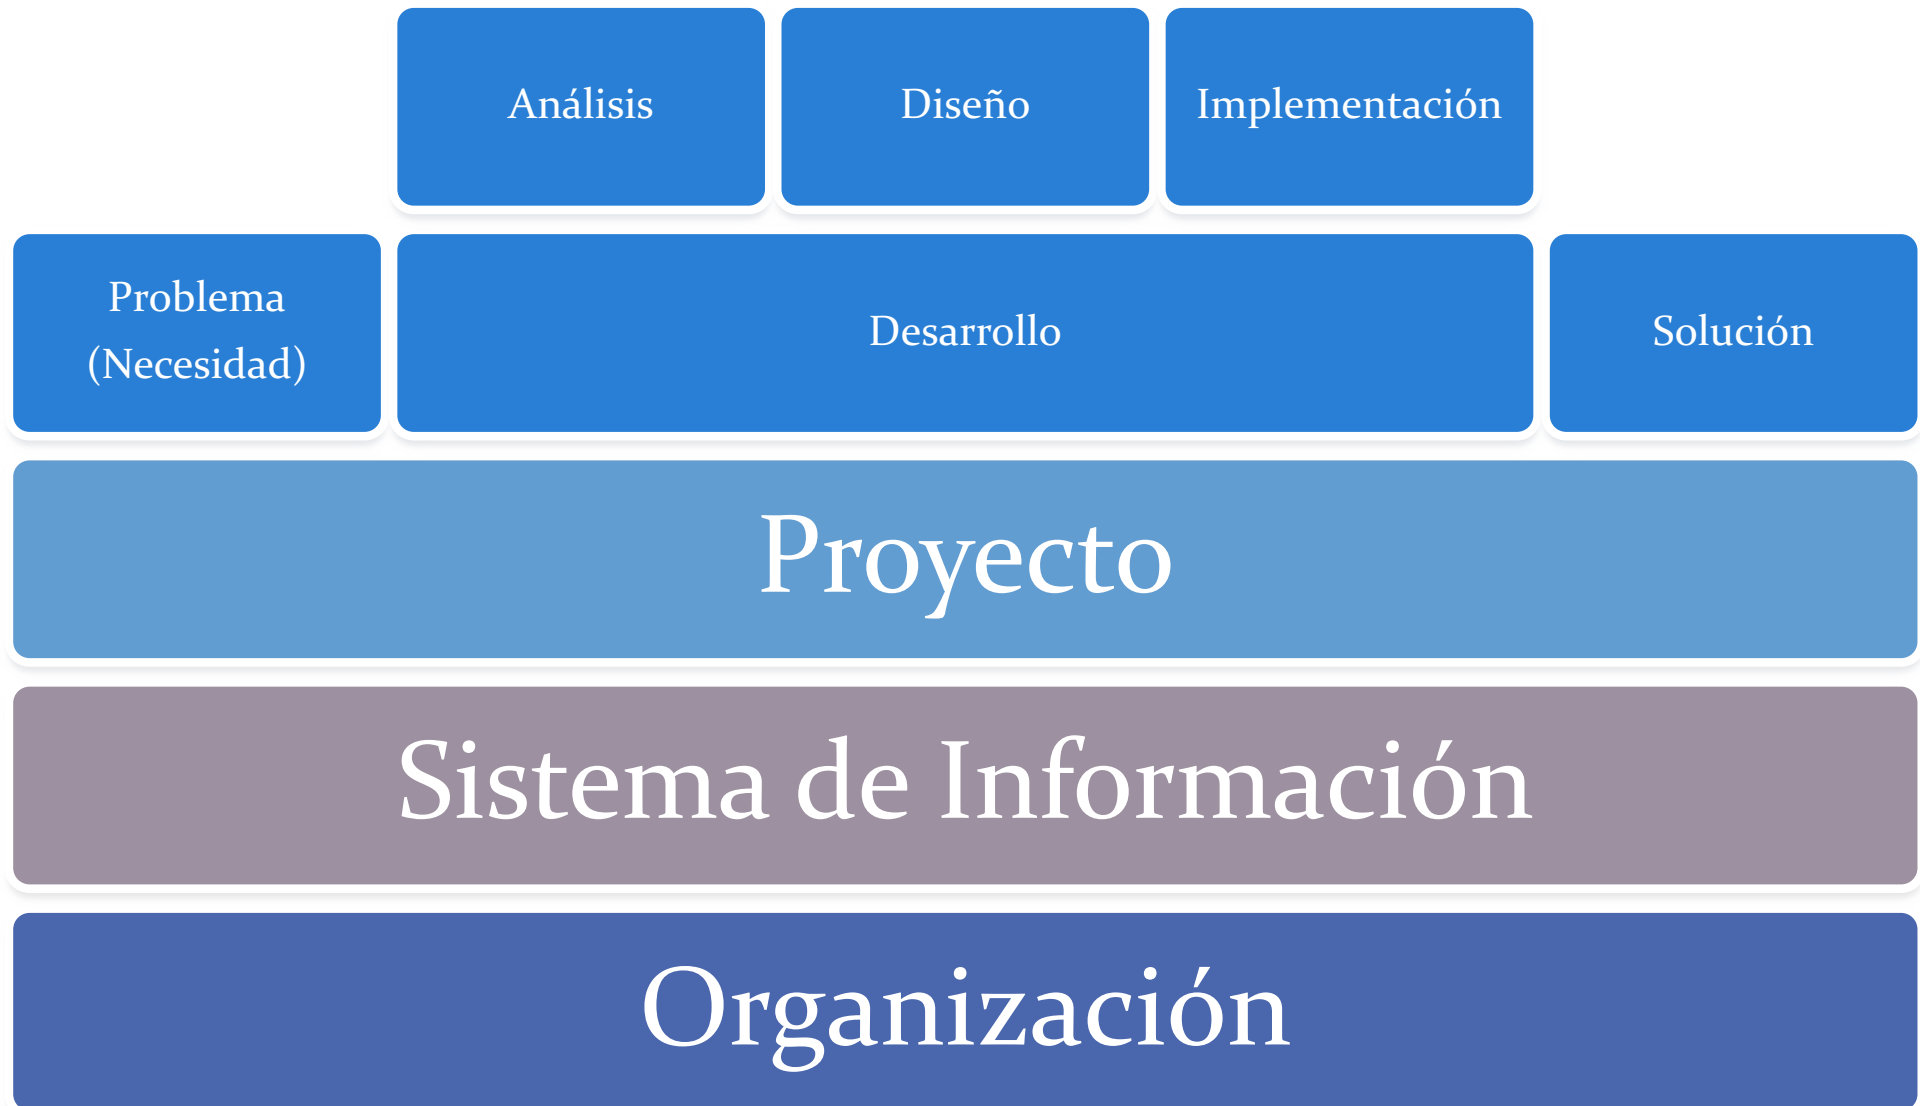 Análisis
Diseño
Implementación
Problema
(Necesidad)
Desarrollo
Solución
Proyecto
Sistema de Información
Organización